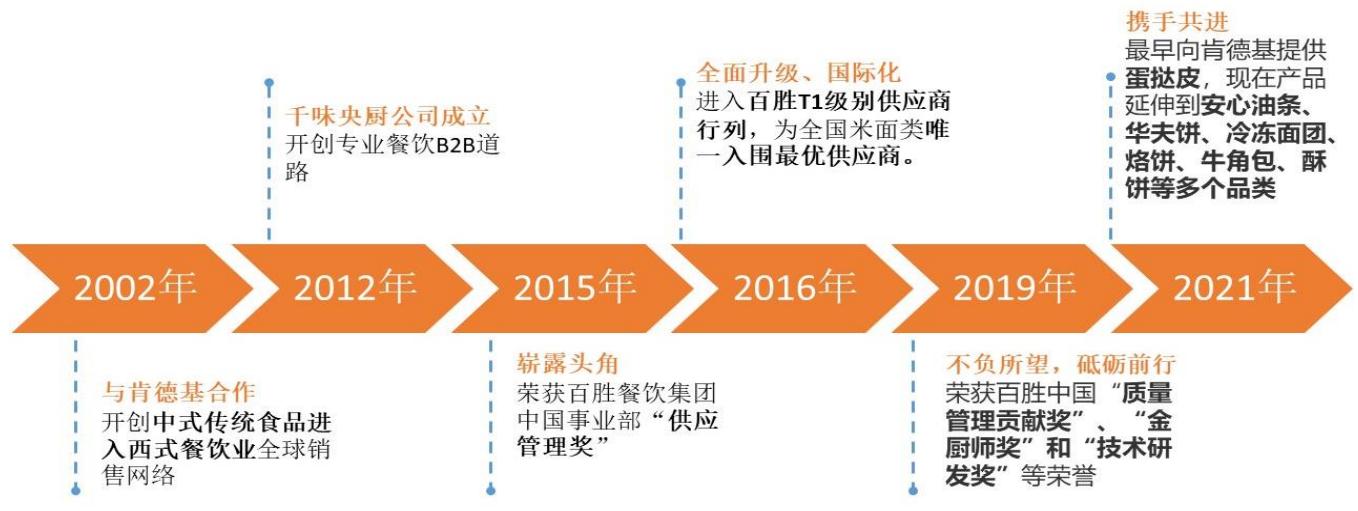 携手共进
最早向肯德基提供
蛋挞皮，现在产品
延伸到安心油条、
华夫饼、冷冻面团、
烙饼、牛角包、酥
饼等多个品类
全面升级、国际化
进入百胜T1级别供应商
行列，为全国米面类唯
一入围最优供应商。
千味央厨公司成立
开创专业餐饮B2B道
路
2002年
2012年
2015年
2016年
2019年
2021年
与肯德基合作
开创中式传统食品进
入西式餐饮业全球销
售网络
崭露头角
荣获百胜餐饮集团
中国事业部“供应
管理奖”
不负所望，砥砺前行
荣获百胜中国“质量
管理贡献奖”、“金
厨师奖”和“技术研
发奖”等荣誉